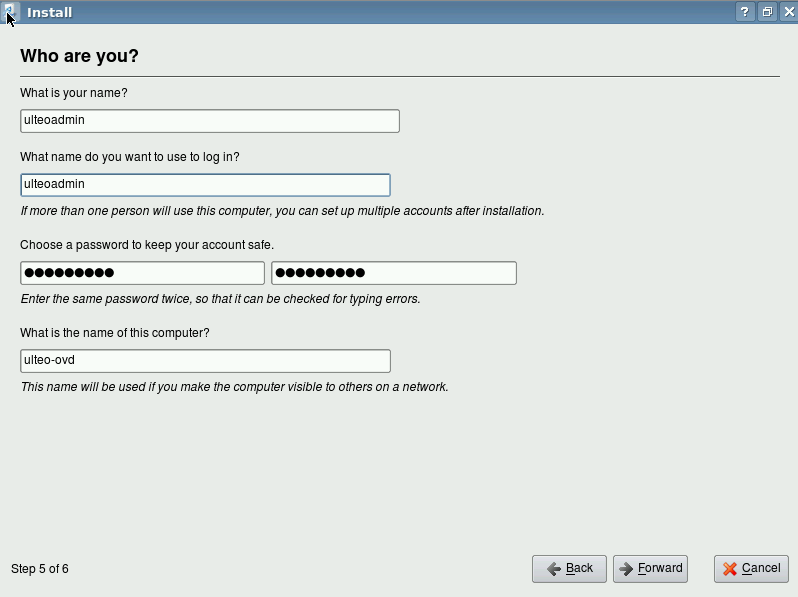 Install
Who are you?
What is your name?
ulteoadmin
What name do you want to use to log in?
ulteoadmin
If more than one person will use this computer, you can set up multiple accounts after installation.
Choose a password to keep your account safe.
●●●●●●●●● ●●●●●●●●●
Enter the same password twice, so that it can be checked for typing errors.
What is the name of this computer?
ulteo-ovd
This name will be used if you make the computer visible to others on a network.
Step 5 of 6 Back Forward Cancel